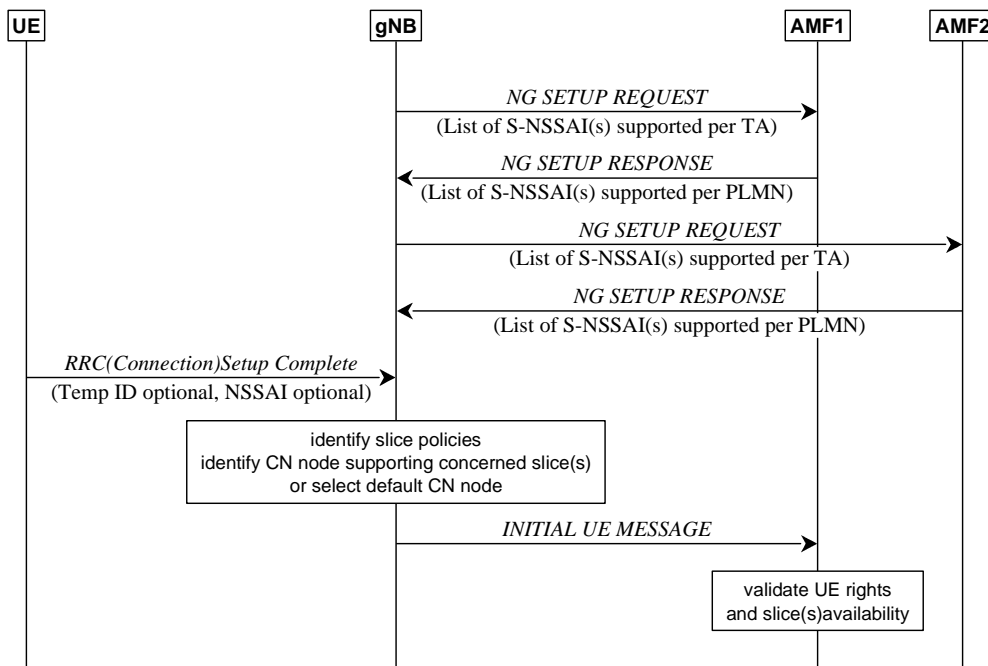 UE gNB AMF1 AMF2
NG SETUP REQUEST
(List of S-NSSAI(s) supported per TA)
NG SETUP RESPONSE
(List of S-NSSAI(s) supported per PLMN)
NG SETUP REQUEST
(List of S-NSSAI(s) supported per TA)
NG SETUP RESPONSE
(List of S-NSSAI(s) supported per PLMN)
RRC(Connection)Setup Complete
(Temp ID optional, NSSAI optional)
identify slice policies
identify CN node supporting concerned slice(s)
or select default CN node
INITIAL UE MESSAGE
validate UE rights
and slice(s)availability